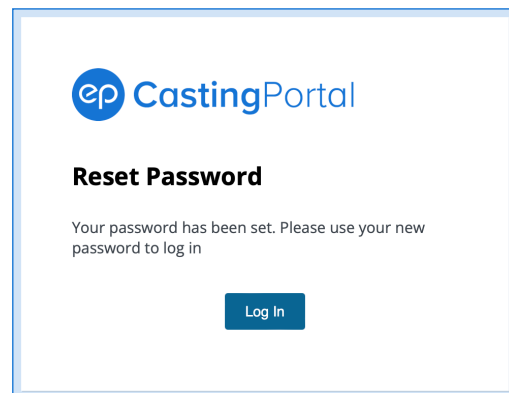 ep CastingPortal
Reset Password
Your password has been set. Please use your new
password to log in
Log In